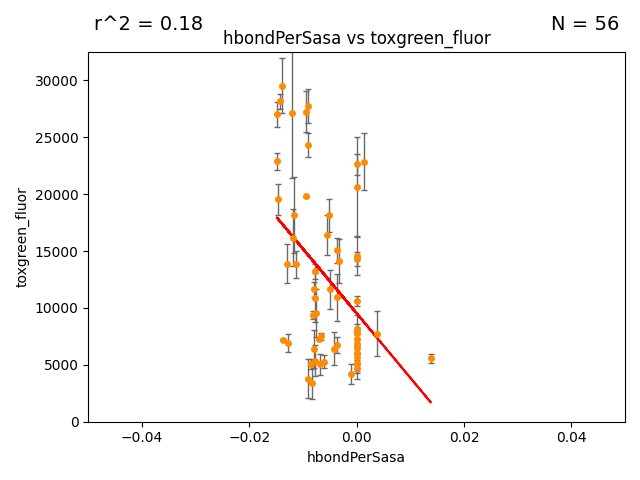 r^2 = 0.18
N = 56
hbondPerSasa vs toxgreen_fluor
toxgreen_fluor
30000
25000
20000
15000
10000
5000
0
−0.04
−0.02
0.00
0.02
0.04
hbondPerSasa